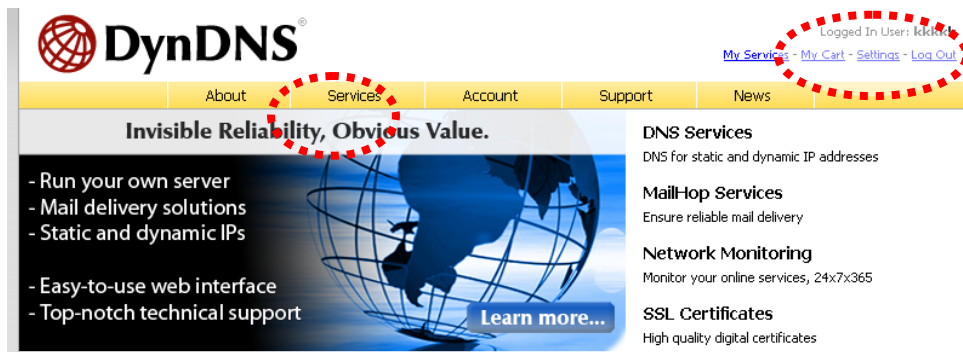 DynDNS®
Logged In User: kkkkk
My Services - My Cart - Settings - Log Out
About Services Account Support News
Invisible Reliability, Obvious Value.
- Run your own server
- Mail delivery solutions
- Static and dynamic IPs
- Easy-to-use web interface
- Top-notch technical support
Learn more...
DNS Services
DNS for static and dynamic IP addresses
MailHop Services
Ensure reliable mail delivery
Network Monitoring
Monitor your online services, 24x7x365
SSL Certificates
High quality digital certificates